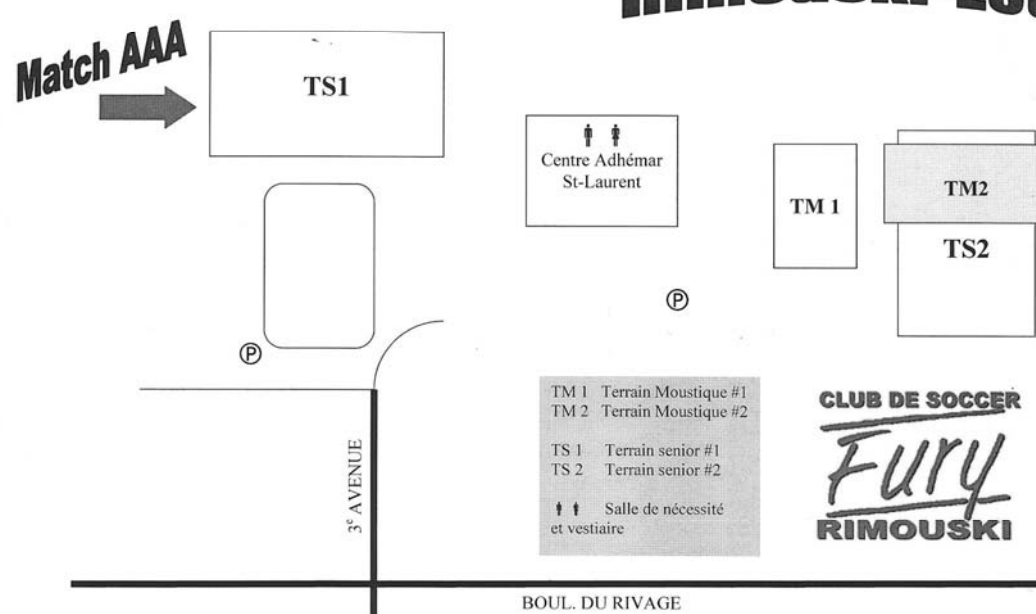 Match AAA
TS1
Centre Adhémar
St-Laurent
TM 1
TM2
TS2
P
P
TM 1 Terrain Moustique #1
TM 2 Terrain Moustique #2
TS 1 Terrain senior #1
TS 2 Terrain senior #2
Salle de nécessité
et vestiaire
CLUB DE SOCCER
Fury
RIMOUSKI
3e AVENUE
BOUL. DU RIVAGE